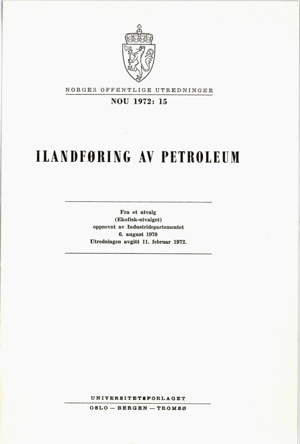 NORGES OFFENTLIGE UTREDNINGER
NOU 1972: 15
ILANDFØRING AV PETROLEUM
Fra et utvalg
(Ekofisk-utvalget)
oppnevnt av Industridepartementet
6. august 1970
Utredningen avgitt 11. februar 1972.
UNIVERSITETSFORLAGET
OSLO — BERGEN — TROMSØ